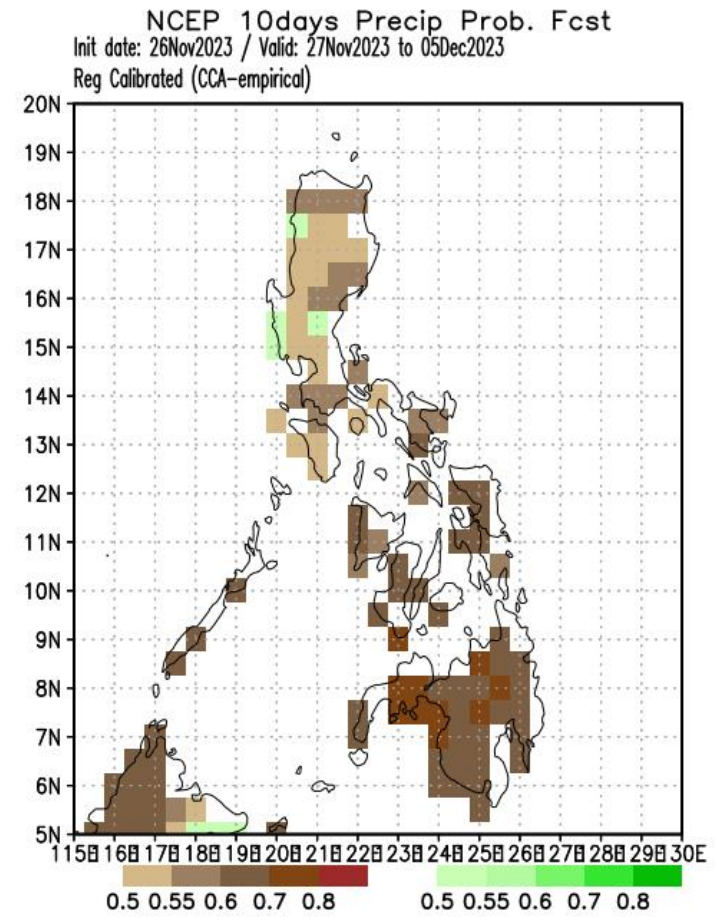 NCEP 10days Precip Prob. Fcst
Init date: 26Nov2023 / Valid: 27Nov2023 to 05Dec2023
Reg Calibrated (CCA-empirical)
20N
19N
18N
17N
16N
15N
14N
13N
12N
11N
10N
9N
8N
7N
6N
5N
115E 116E 117E 118E 119E 120E 121E 122E 123E 124E 125E 126E 127E 128E 129E 130E
0.5 0.55 0.6 0.7 0.8 0.5 0.55 0.6 0.7 0.8